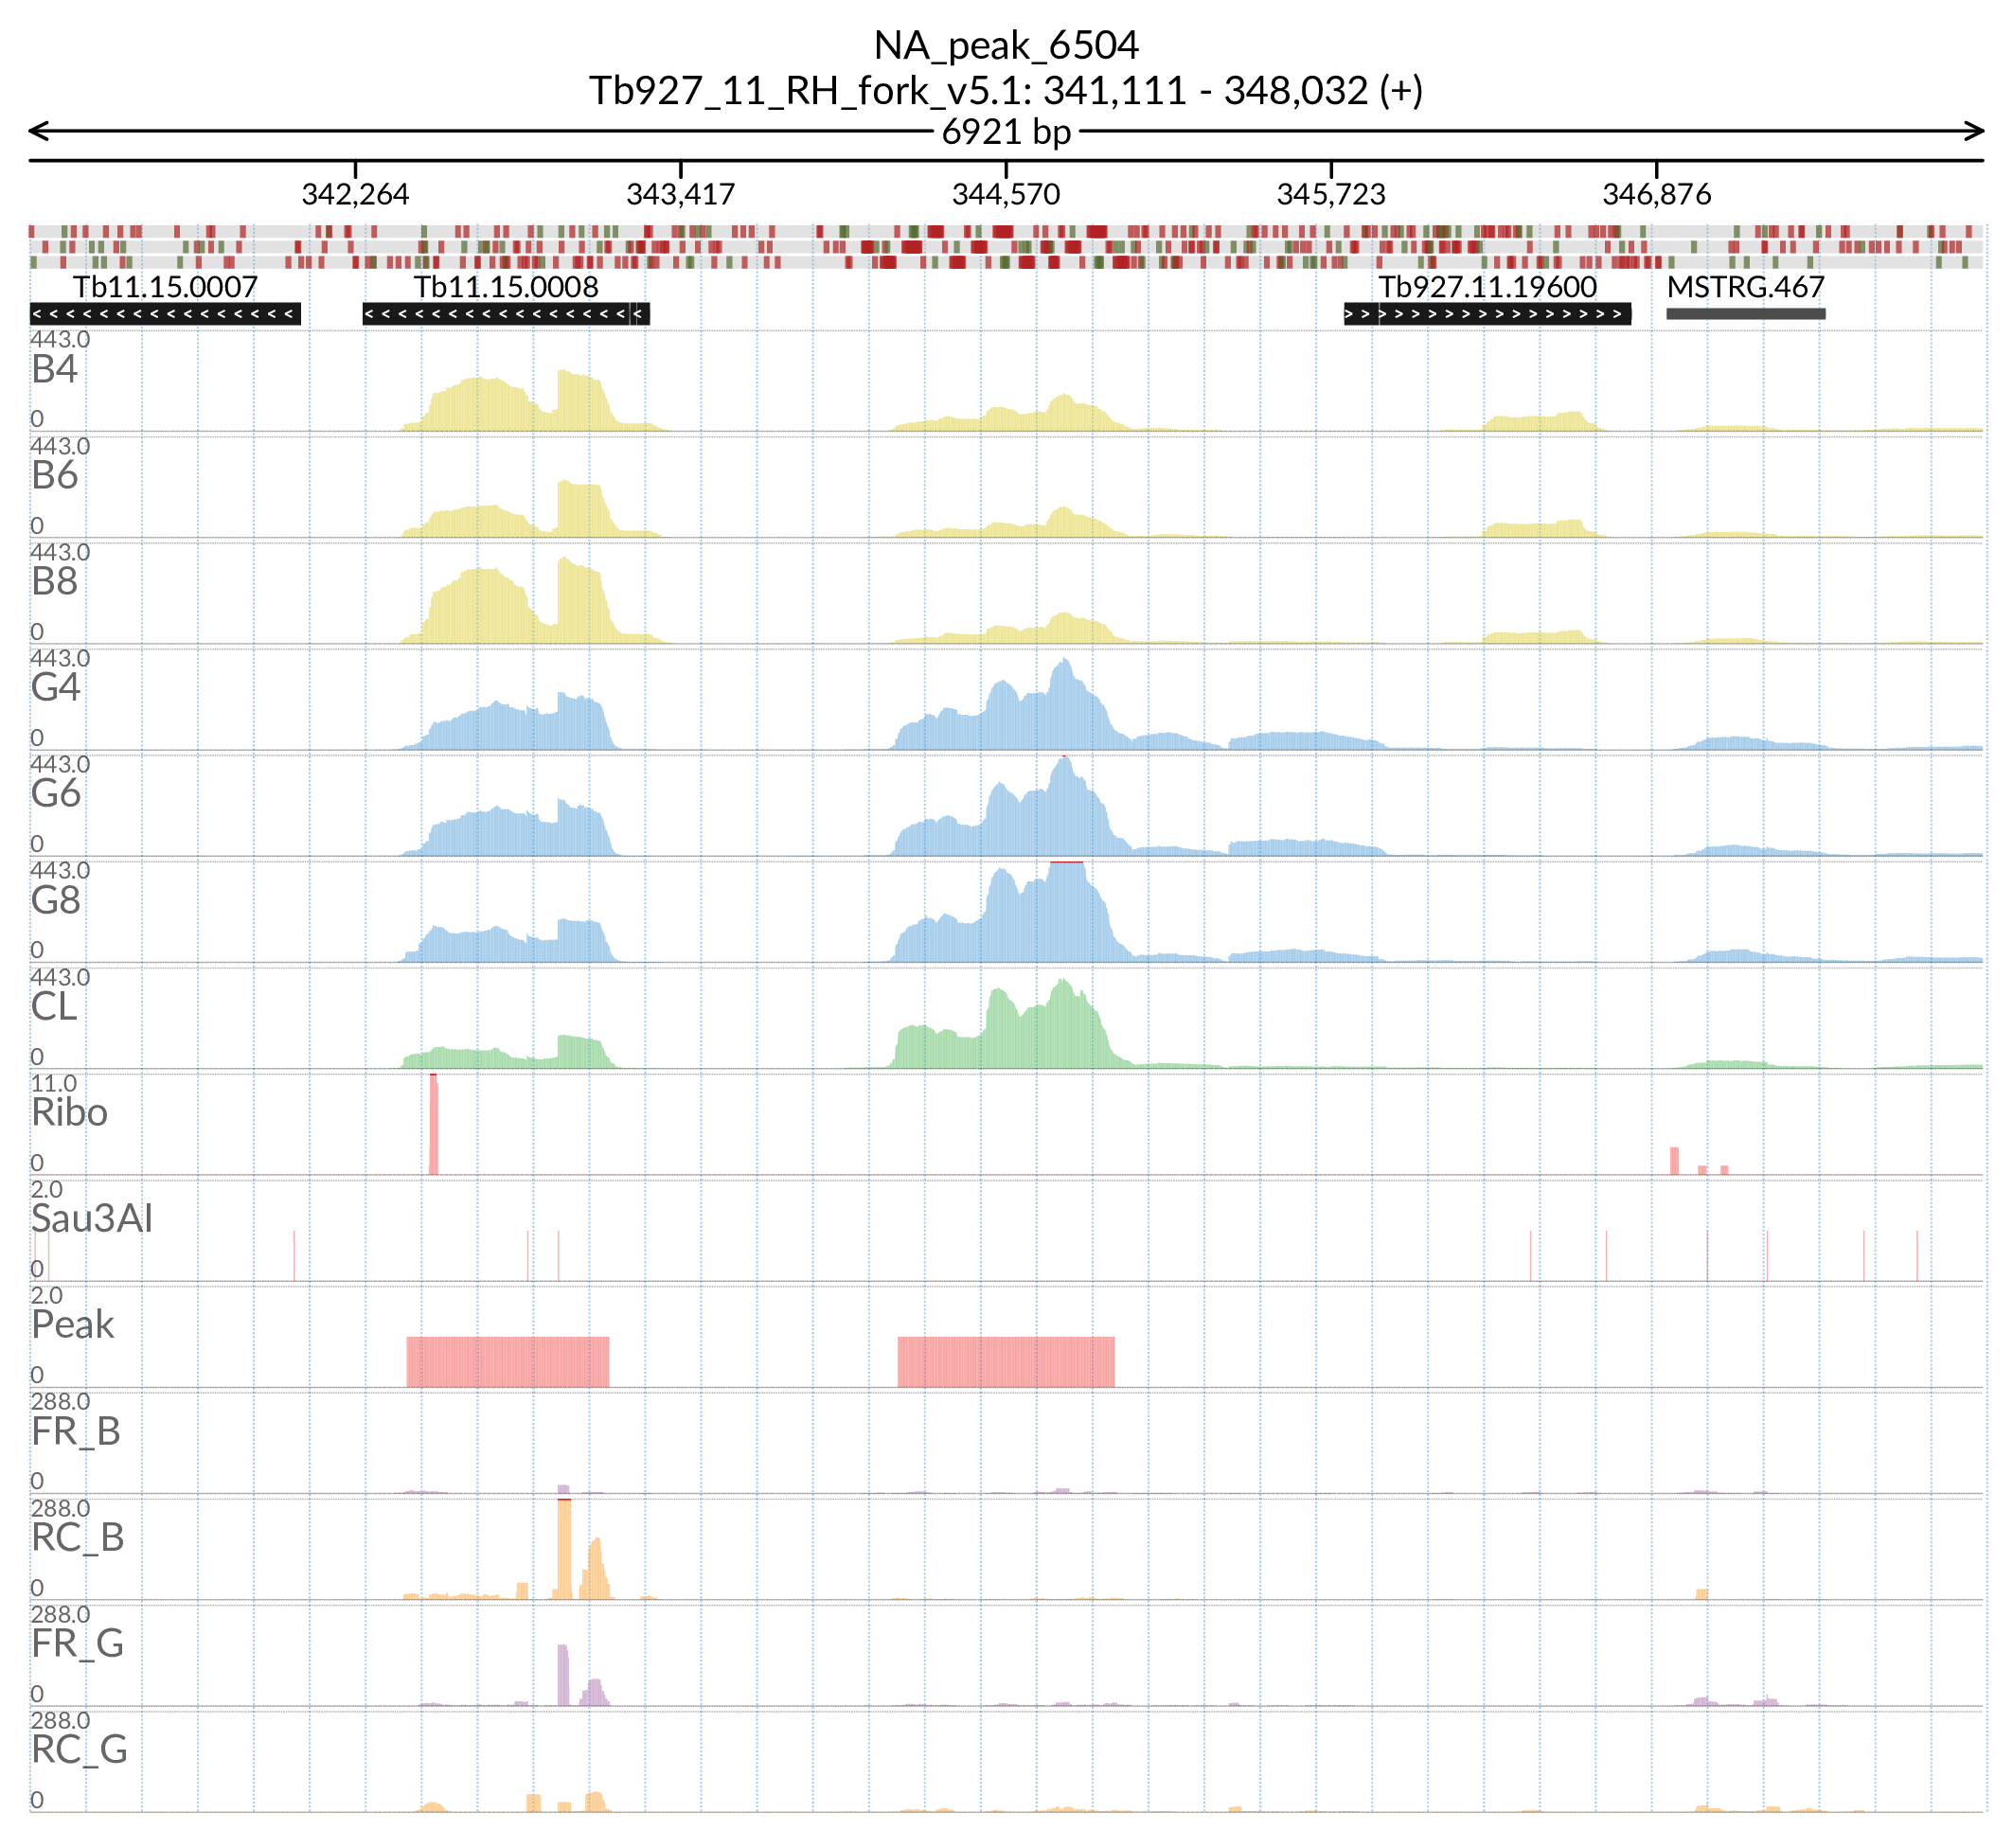 NA_peak_6504
Tb927_11_RH_fork_v5.1: 341,111 - 348,032 (+)
6921 bp
342,264 343,417 344,570 345,723 346,876
Tb11.15.0007 Tb11.15.0008 Tb927.11.19600 MSTRG.467
443.0
B4
0
443.0
B6
0
443.0
B8
0
443.0
G4
0
443.0
G6
0
443.0
G8
0
443.0
CL
0
11.0
Ribo
0
2.0
Sau3AI
0
2.0
Peak
0
288.0
FR_B
0
288.0
RC_B
0
288.0
FR_G
0
288.0
RC_G
0